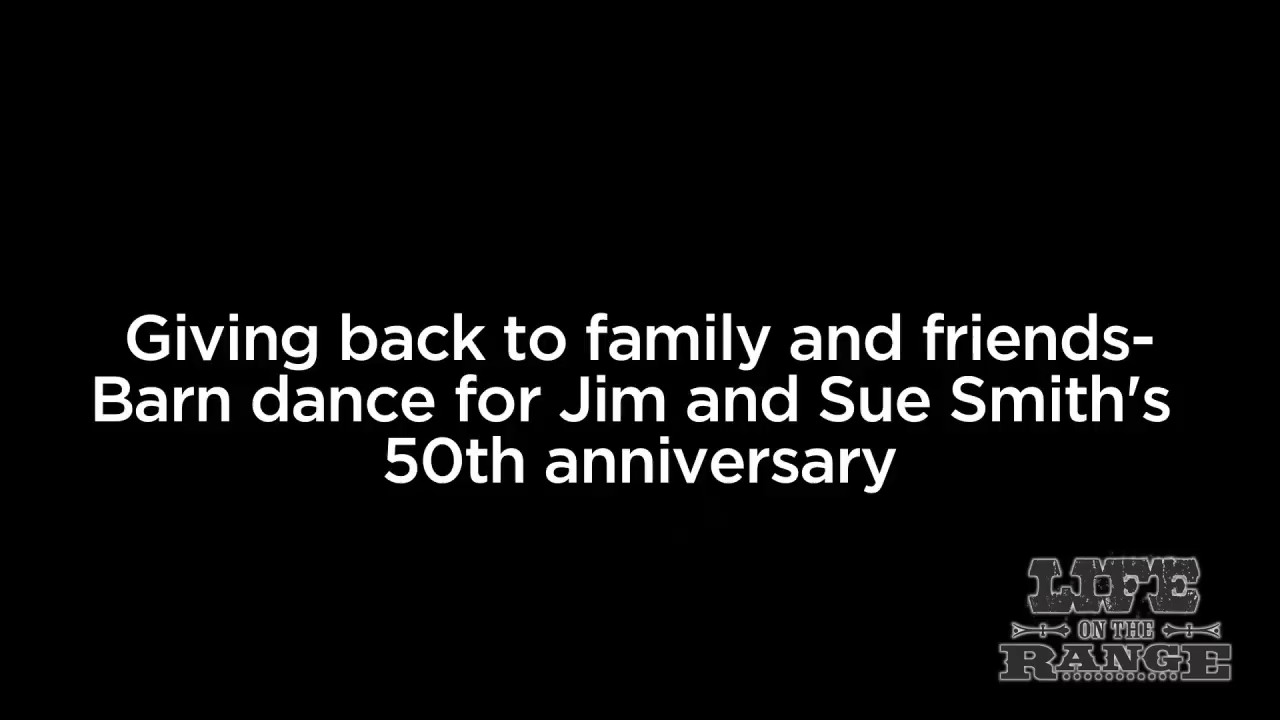 Giving back to family and friends-
Barn dance for Jim and Sue Smith's
50th anniversary
LIFE
ON THE
RANGE